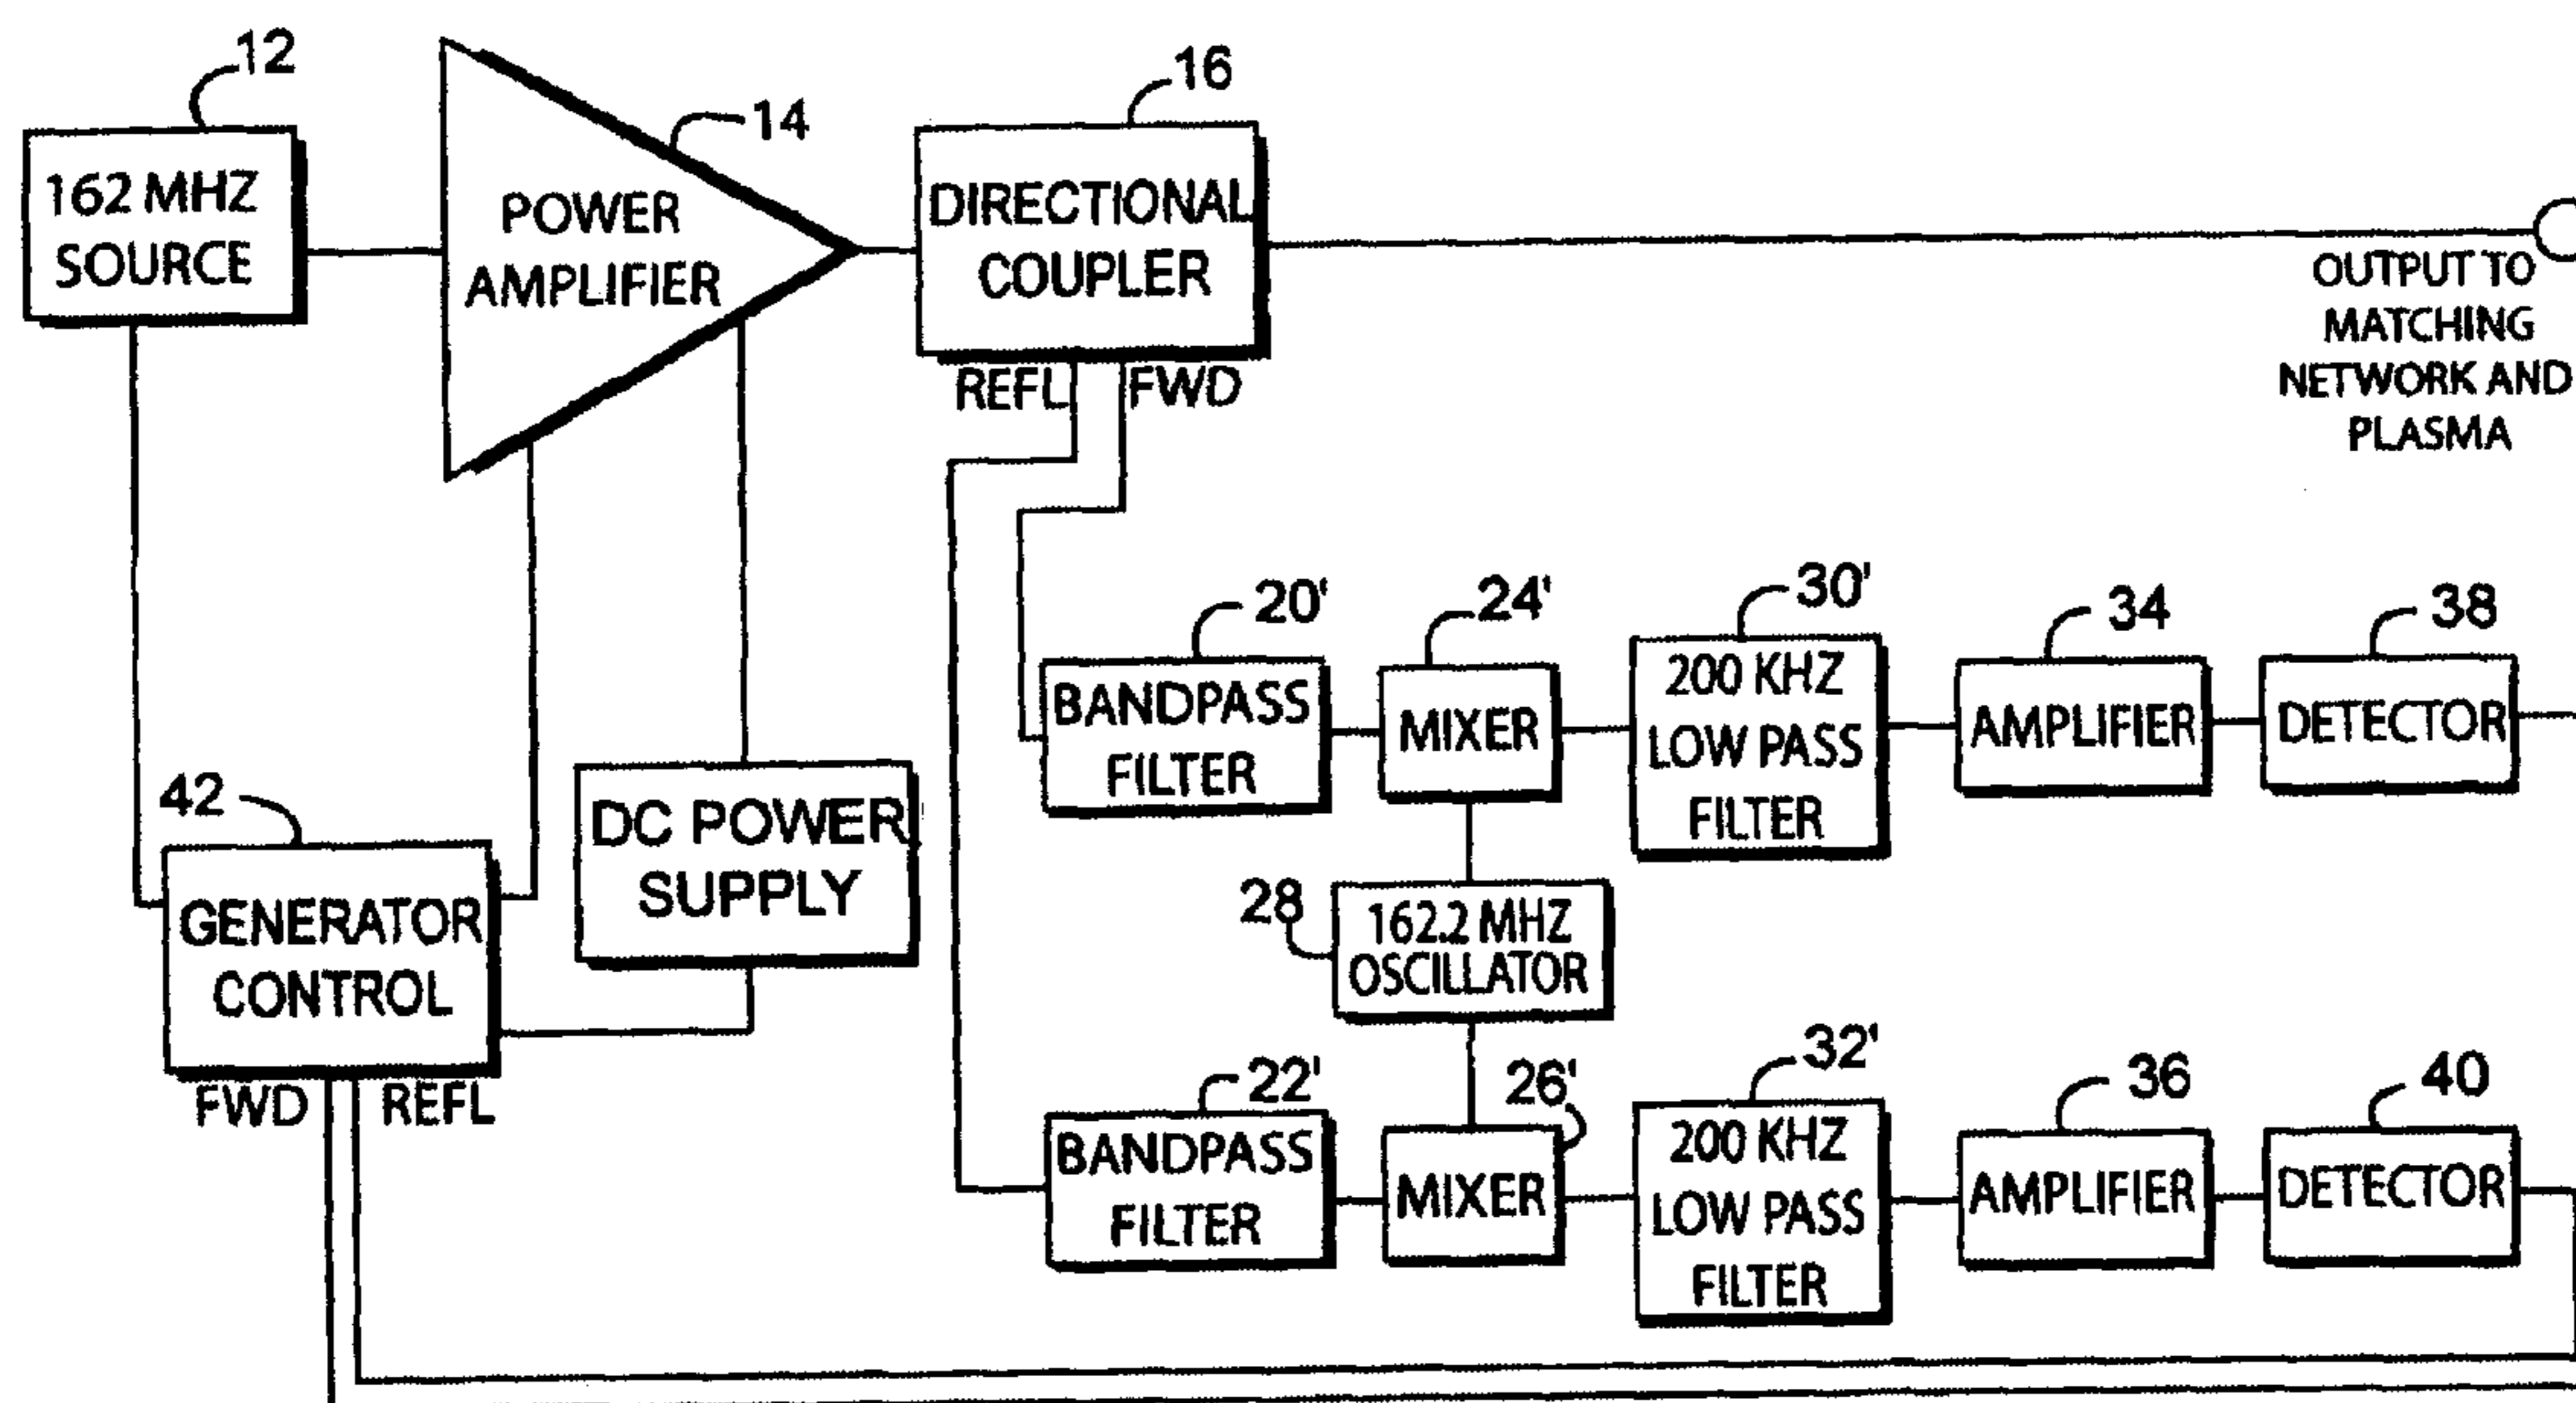 12
14
16
162 MHZ
SOURCE
POWER
AMPLIFIER
DIRECTIONAL
COUPLER
REFL
FWD
OUTPUT TO
MATCHING
NETWORK AND
PLASMA
20'
24'
30'
34
38
BANDPASS
FILTER
MIXER
200 KHZ
LOW PASS
FILTER
AMPLIFIER
DETECTOR
42
GENERATOR
CONTROL
DC POWER
SUPPLY
28
162.2 MHZ
OSCILLATOR
FWD
REFL
22'
26'
32'
36
40
BANDPASS
FILTER
MIXER
200 KHZ
LOW PASS
FILTER
AMPLIFIER
DETECTOR